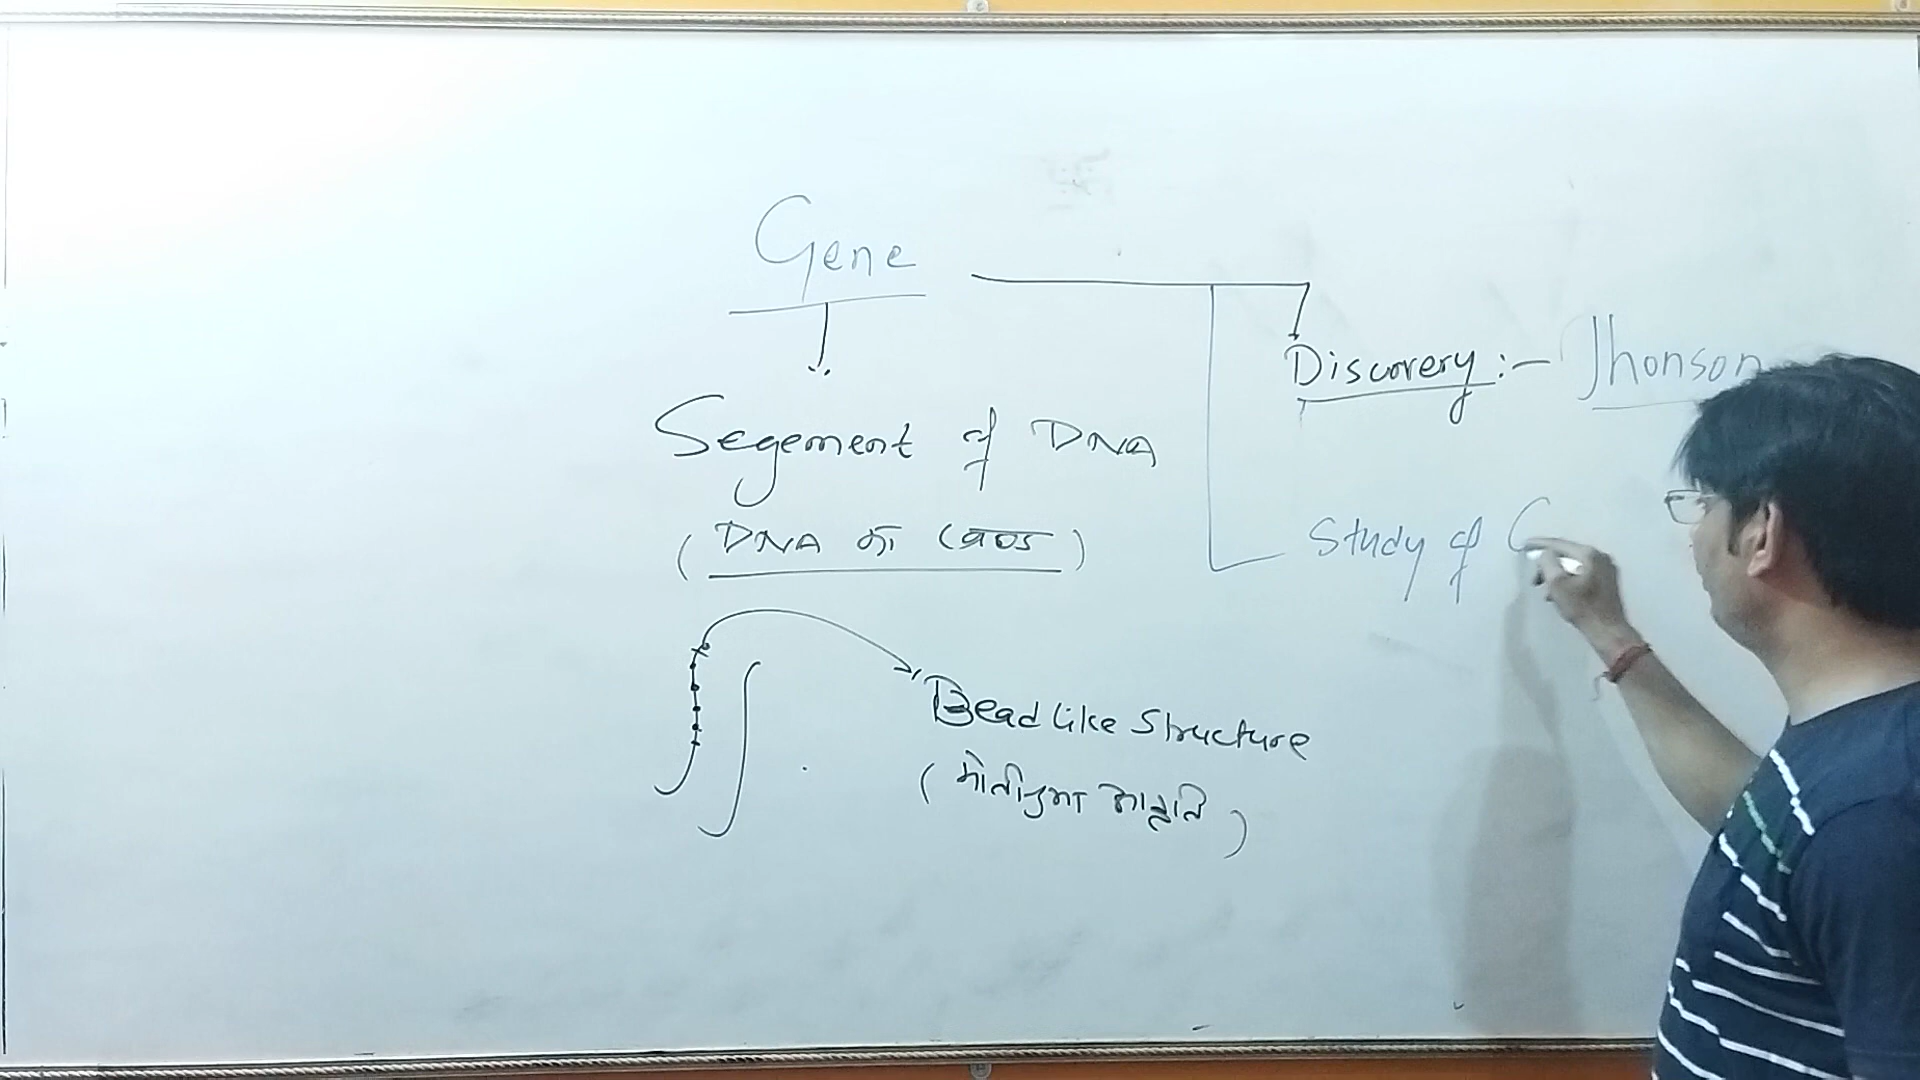 Gene
Discovery :- Jhonson
Segement of DNA
(DNA का खण्ड)
Study of G
Bead like Structure
(मोतीनुमा आकृति)